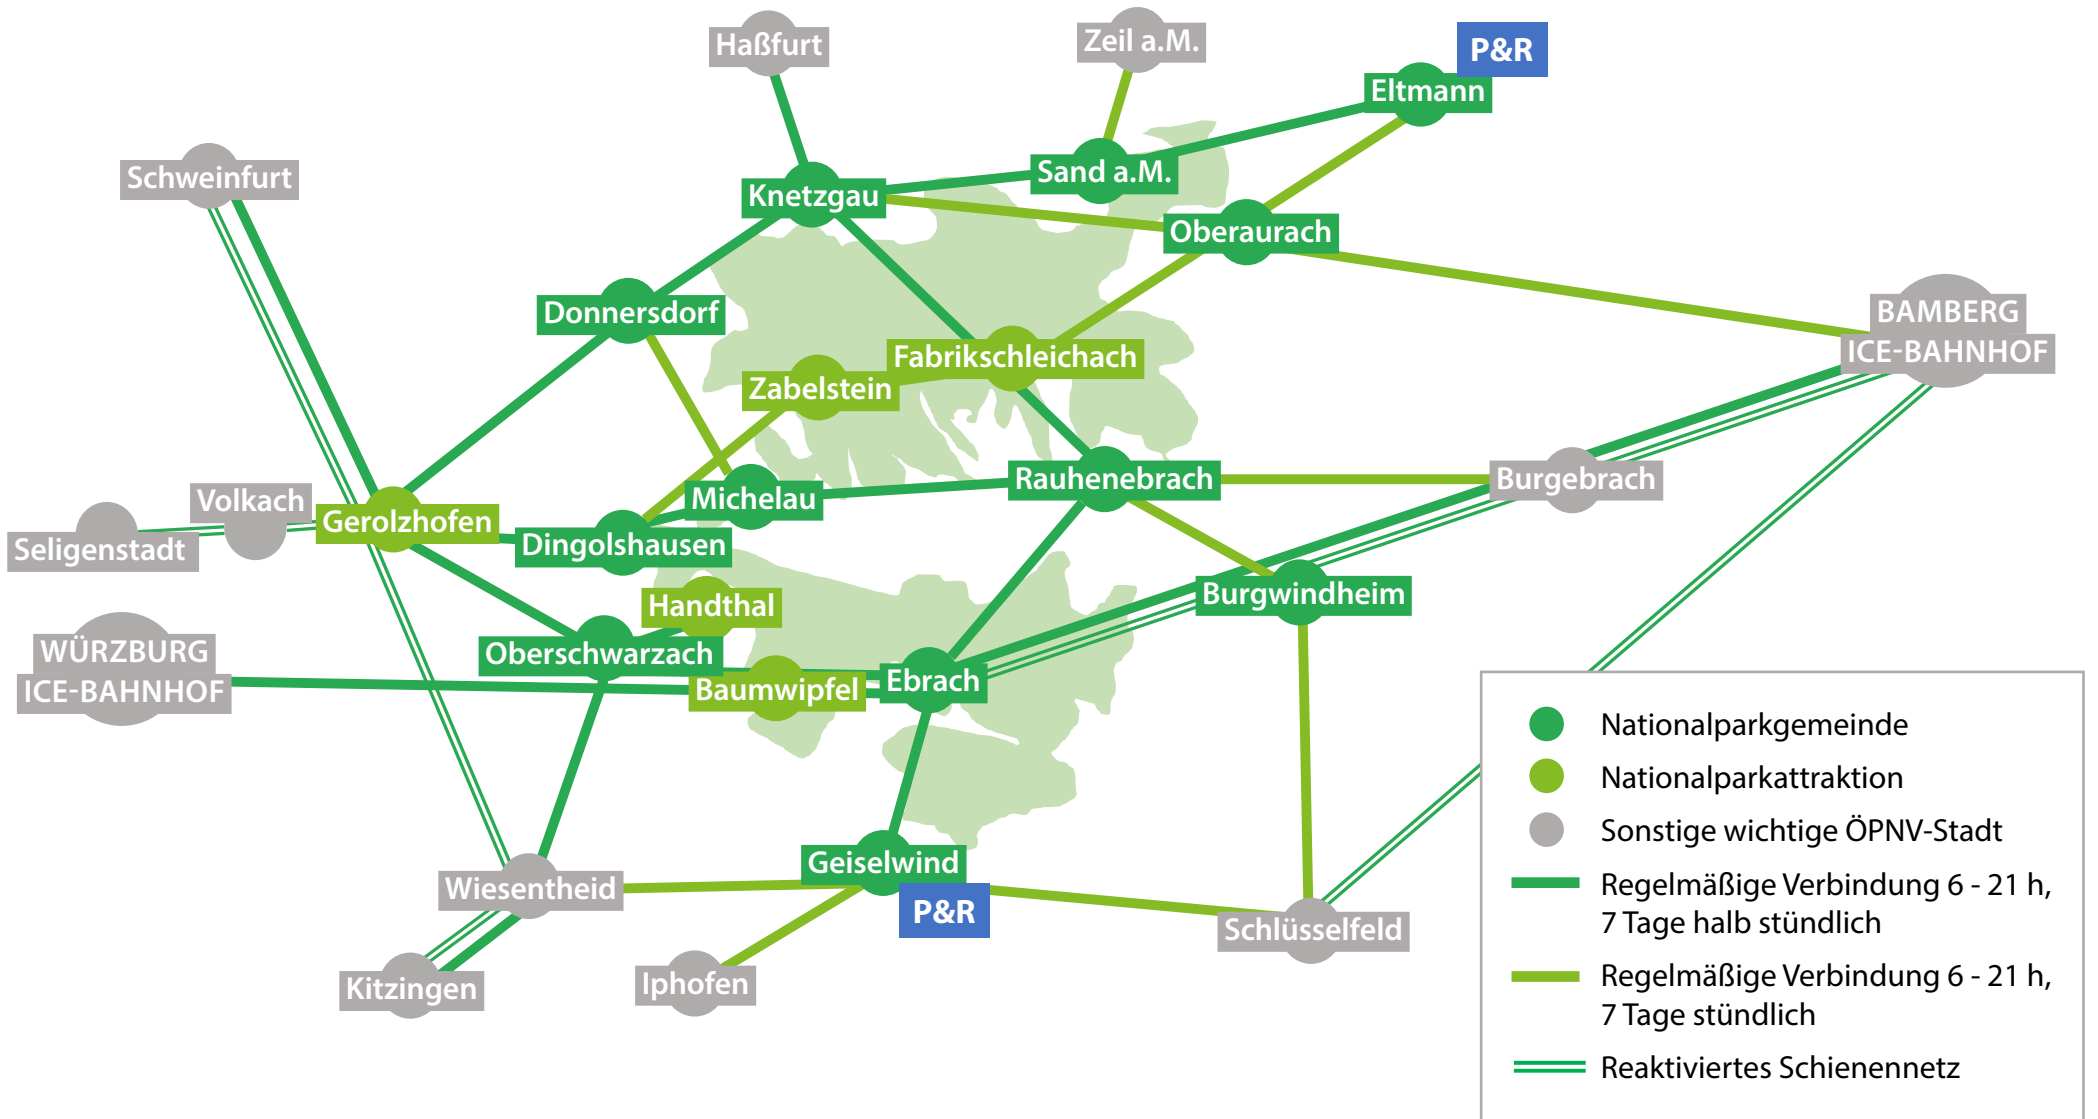 Haßfurt
Zeil a.M.
P&R
Eltmann
Schweinfurt
Sand a.M.
Knetzgau
Oberaurach
Donnersdorf
BAMBERG
ICE-BAHNHOF
Fabrikschleichach
Zabelstein
Rauhenebrach
Burgebrach
Michelau
Volkach
Gerolzhofen
Seligenstadt
Dingolshausen
Handthal
Burgwindheim
WÜRZBURG
ICE-BAHNHOF
Oberschwarzach
Baumwipfel
Ebrach
Geiselwind
P&R
Wiesentheid
Schlüsselfeld
Kitzingen
Iphofen
Nationalparkgemeinde
Nationalparkattraktion
Sonstige wichtige ÖPNV-Stadt
Regelmäßige Verbindung 6 - 21 h,
7 Tage halb stündlich
Regelmäßige Verbindung 6 - 21 h,
7 Tage stündlich
Reaktiviertes Schienennetz